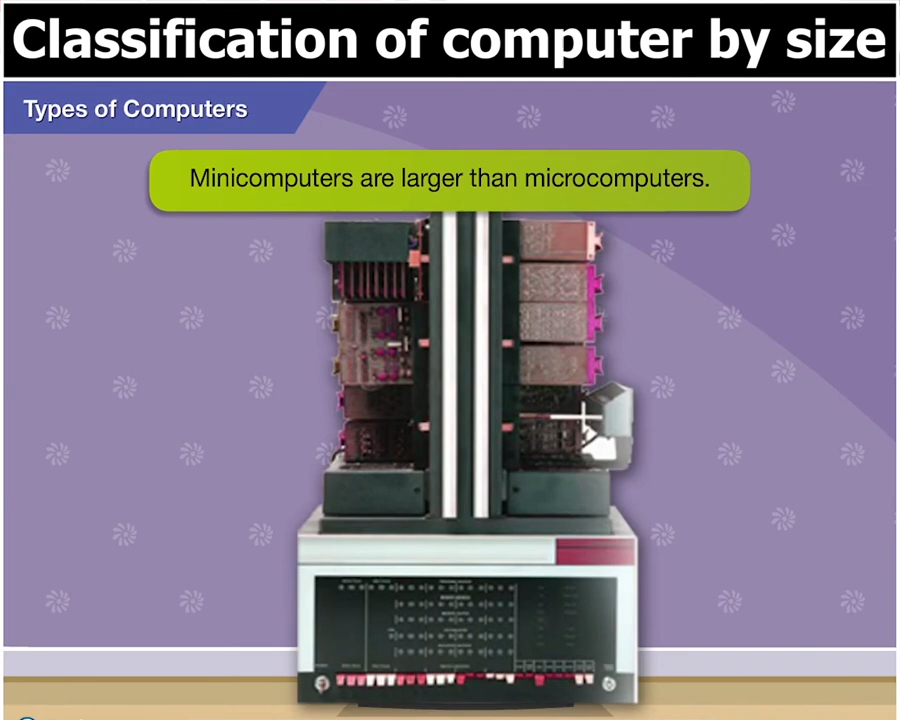 Classification of computer by size
Types of Computers
Minicomputers are larger than microcomputers.